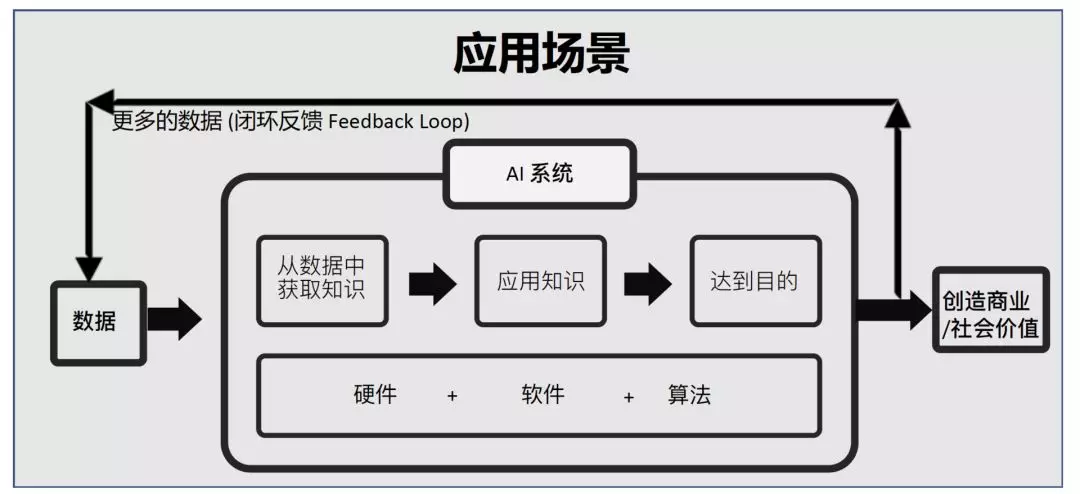 应用场景
更多的数据 (闭环反馈 Feedback Loop)
AI 系统
从数据中
获取知识
应用知识
达到目的
数据
创造商业
/社会价值
硬件 + 软件 + 算法